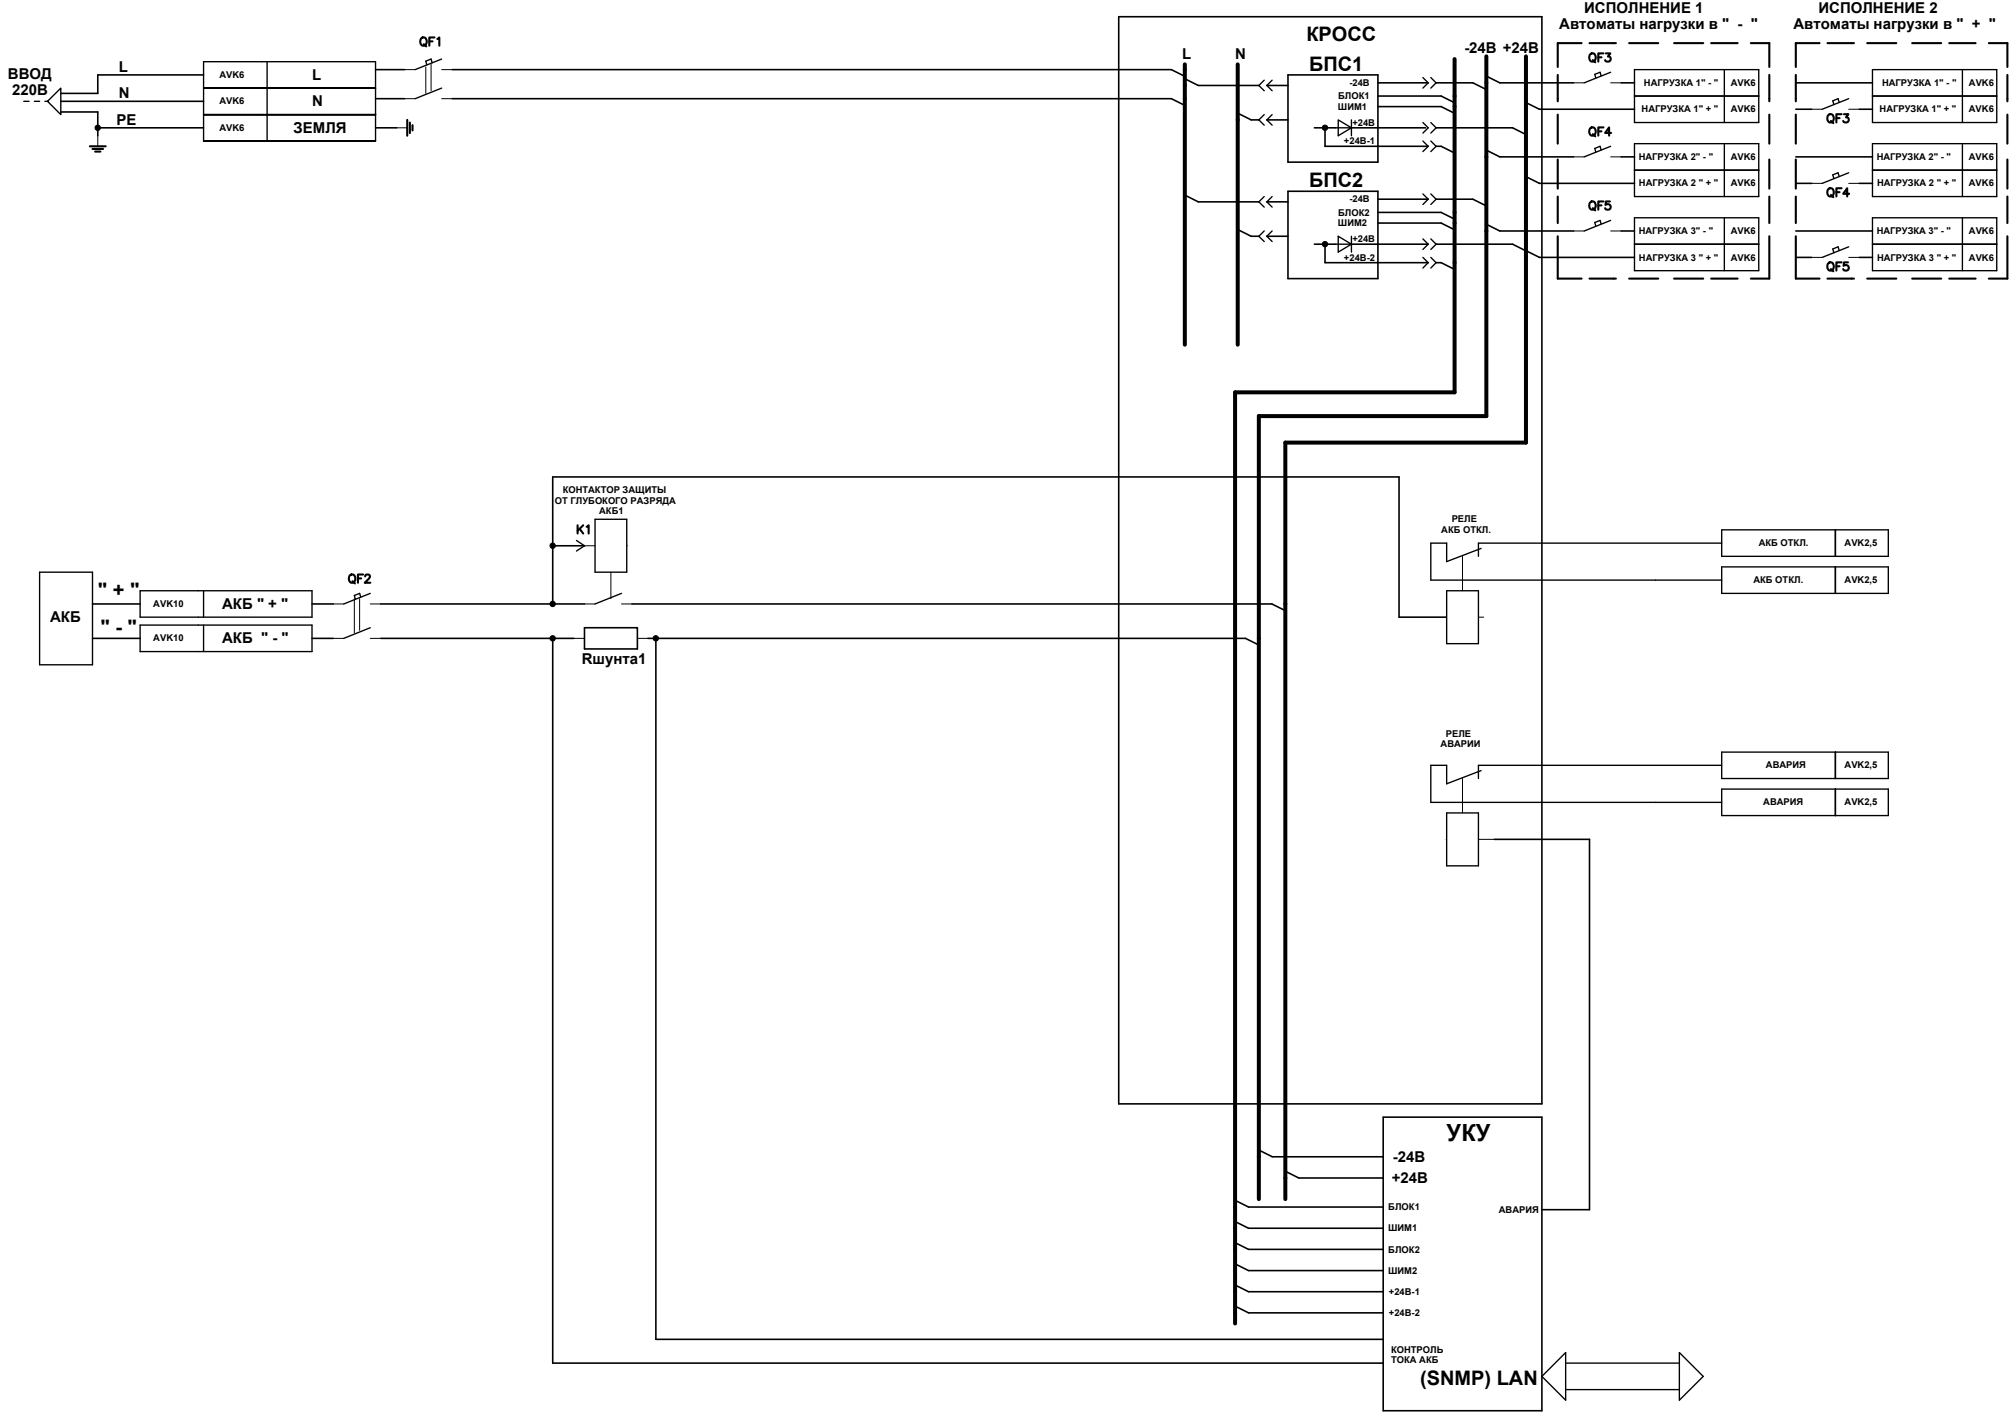 ИСПОЛНЕНИЕ 1
Автоматы нагрузки в " - "
ИСПОЛНЕНИЕ 2
Автоматы нагрузки в " + "
КРОСС
QF1
ВВОД
220В
L
N
PE
AVK6 L
AVK6 N
AVK6 ЗЕМЛЯ
L
N
-24В +24В
БПС1
-24В
БЛОК1
ШИМ1
+24В
+24В-1
БПС2
-24В
БЛОК2
ШИМ2
+24В
+24В-2
QF3
НАГРУЗКА 1" - " AVK6
НАГРУЗКА 1" + " AVK6
QF4
НАГРУЗКА 2" - " AVK6
НАГРУЗКА 2 " + " AVK6
QF5
НАГРУЗКА 3" - " AVK6
НАГРУЗКА 3 " + " AVK6
НАГРУЗКА 1" - " AVK6
НАГРУЗКА 1" + " AVK6
QF3
НАГРУЗКА 2" - " AVK6
НАГРУЗКА 2 " + " AVK6
QF4
НАГРУЗКА 3" - " AVK6
НАГРУЗКА 3 " + " AVK6
QF5
КОНТАКТОР ЗАЩИТЫ
ОТ ГЛУБОКОГО РАЗРЯДА
АКБ1
К1
АКБ
" + "
" - "
AVK10 АКБ " + "
AVK10 АКБ " - "
QF2
Rшунта1
РЕЛЕ
АКБ ОТКЛ.
АКБ ОТКЛ. AVK2,5
АКБ ОТКЛ. AVK2,5
РЕЛЕ
АВАРИИ
АВАРИЯ AVK2,5
АВАРИЯ AVK2,5
УКУ
-24В
+24В
БЛОК1
ШИМ1
БЛОК2
ШИМ2
+24В-1
+24В-2
АВАРИЯ
КОНТРОЛЬ
ТОКА АКБ
(SNMP) LAN